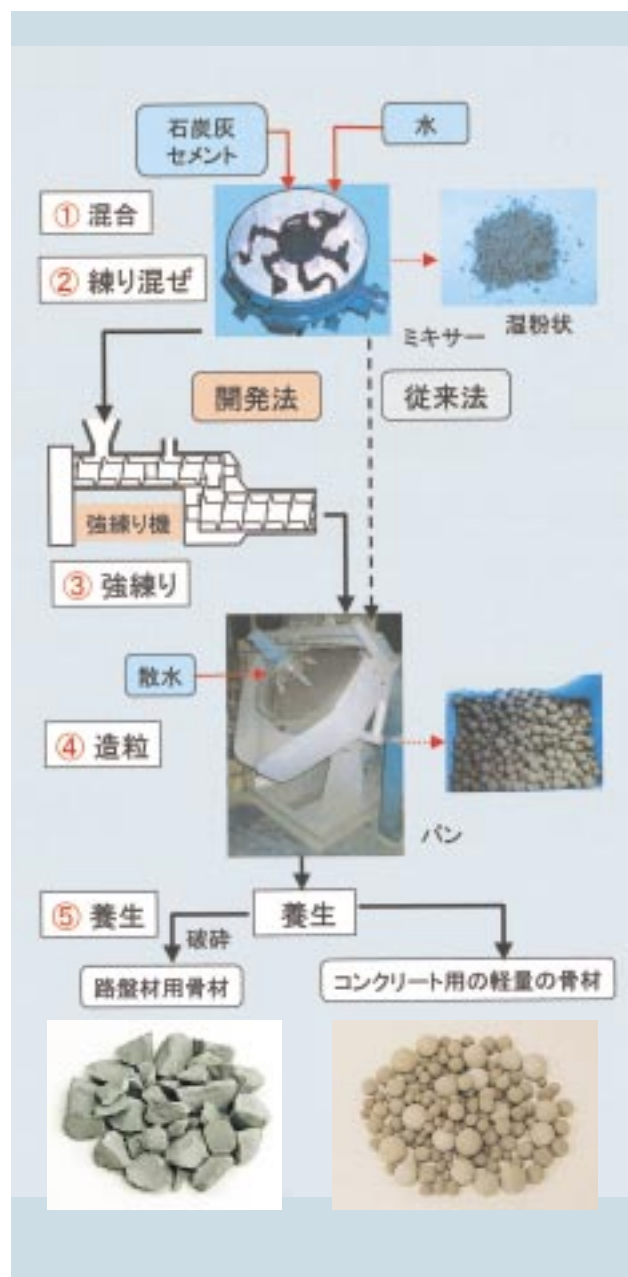 石炭灰
セメント
水
① 混合
② 練り混ぜ
ミキサー
湿粉状
開発法
従来法
強練り機
③ 強練り
散水
④ 造粒
パン
⑤ 養生
養生
破砕
路盤材用骨材
コンクリート用の軽量の骨材